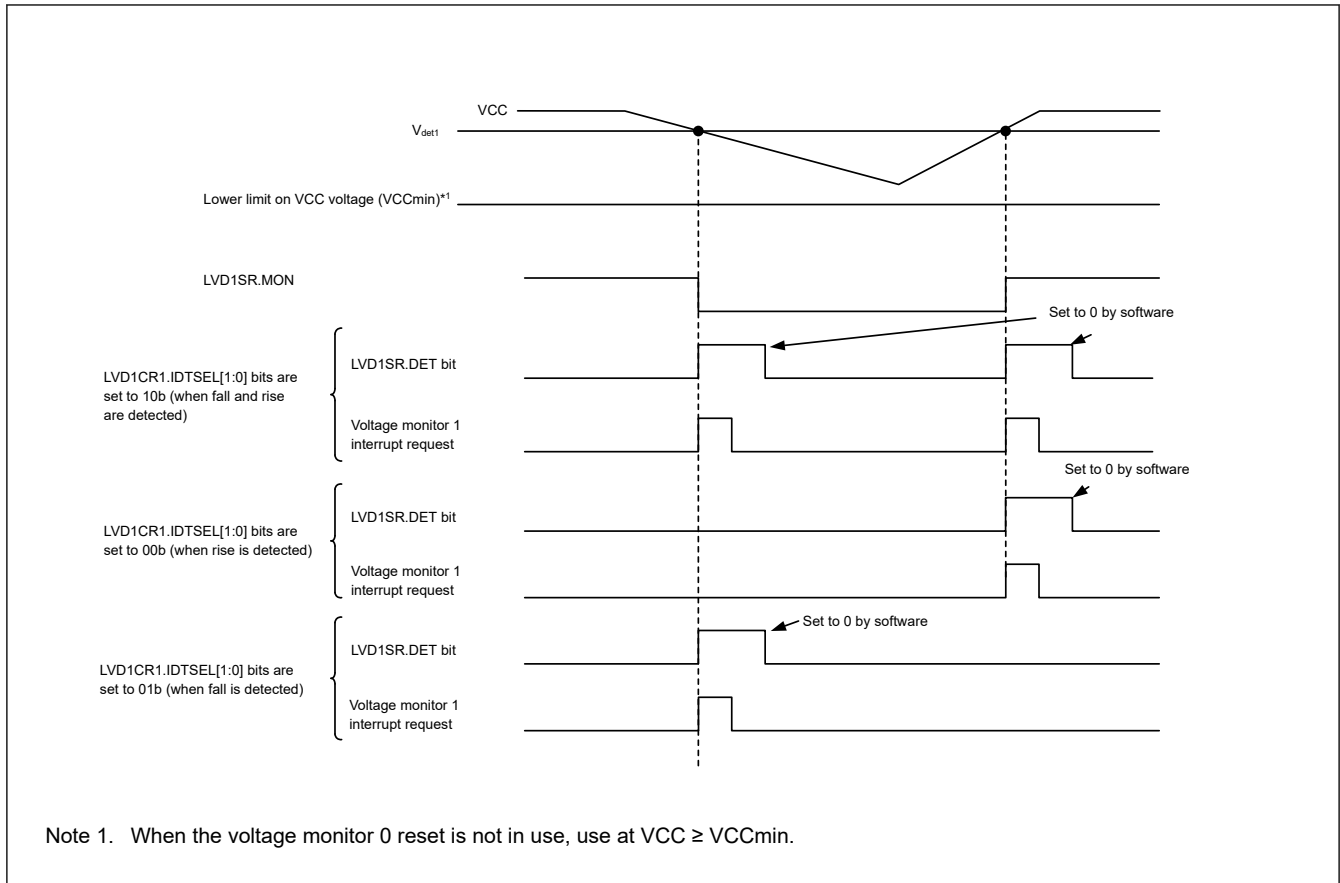 VCC
Vdet1
Lower limit on VCC voltage (VCCmin)*1
LVD1SR.MON
Set to 0 by software
LVD1CR1.IDTSEL[1:0] bits are
set to 10b (when fall and rise
are detected)
LVD1SR.DET bit
Voltage monitor 1
interrupt request
Set to 0 by software
LVD1CR1.IDTSEL[1:0] bits are
set to 00b (when rise is detected)
LVD1SR.DET bit
Voltage monitor 1
interrupt request
Set to 0 by software
LVD1CR1.IDTSEL[1:0] bits are
set to 01b (when fall is detected)
LVD1SR.DET bit
Voltage monitor 1
interrupt request
Note 1. When the voltage monitor 0 reset is not in use, use at VCC ≥ VCCmin.